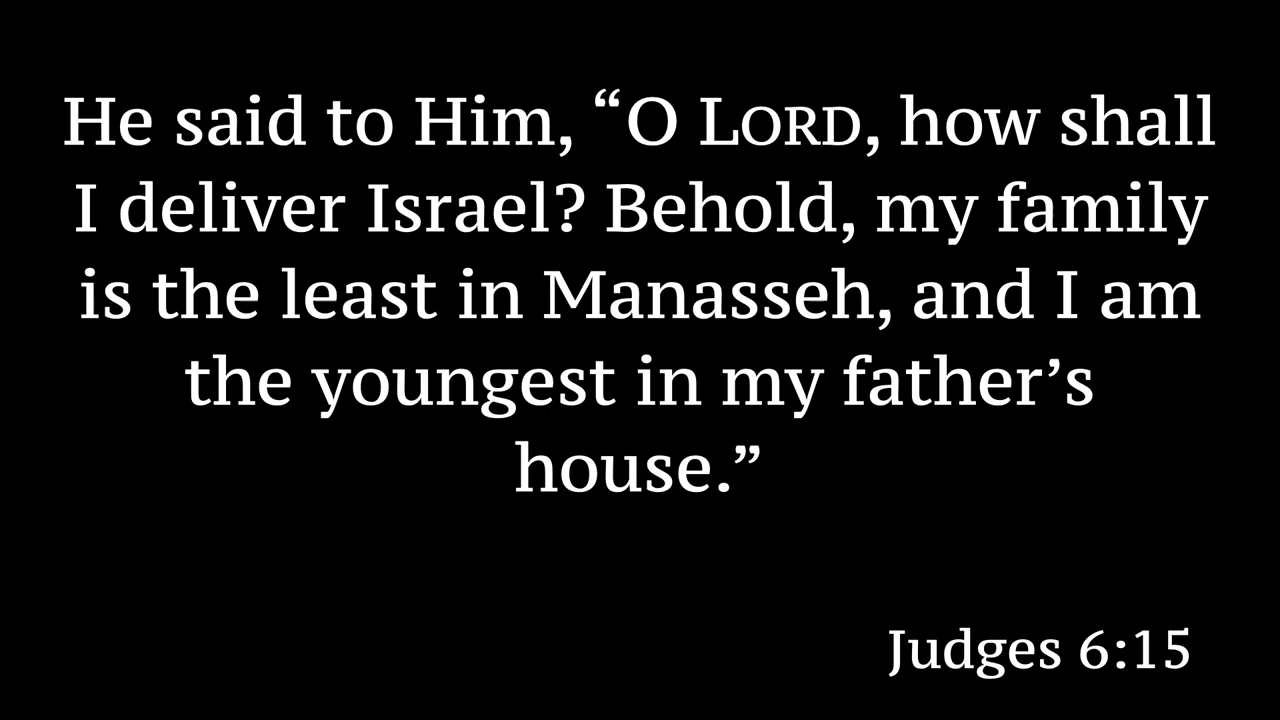 He said to Him, “O LORD, how shall
I deliver Israel? Behold, my family
is the least in Manasseh, and I am
the youngest in my father’s
house.”
Judges 6:15